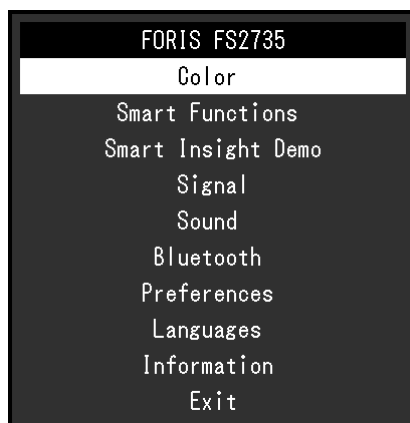 FORIS FS2735
Color
Smart Functions
Smart Insight Demo
Signal
Sound
Bluetooth
Preferences
Languages
Information
Exit